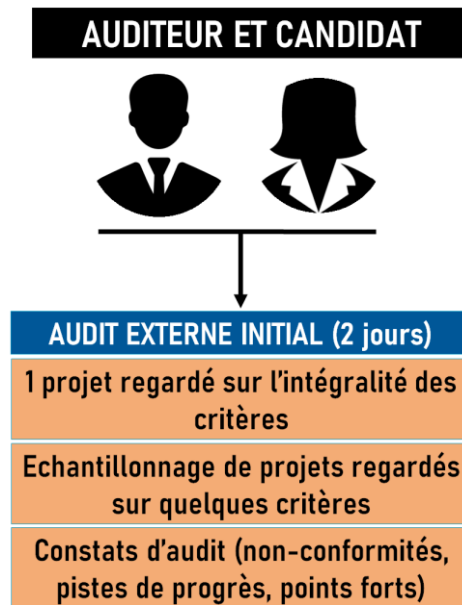 AUDITEUR ET CANDIDAT
AUDIT EXTERNE INITIAL (2 jours)
1 projet regardé sur l'intégralité des
critères
Echantillonnage de projets regardés
sur quelques critères
Constats d'audit (non-conformités,
pistes de progrès, points forts)